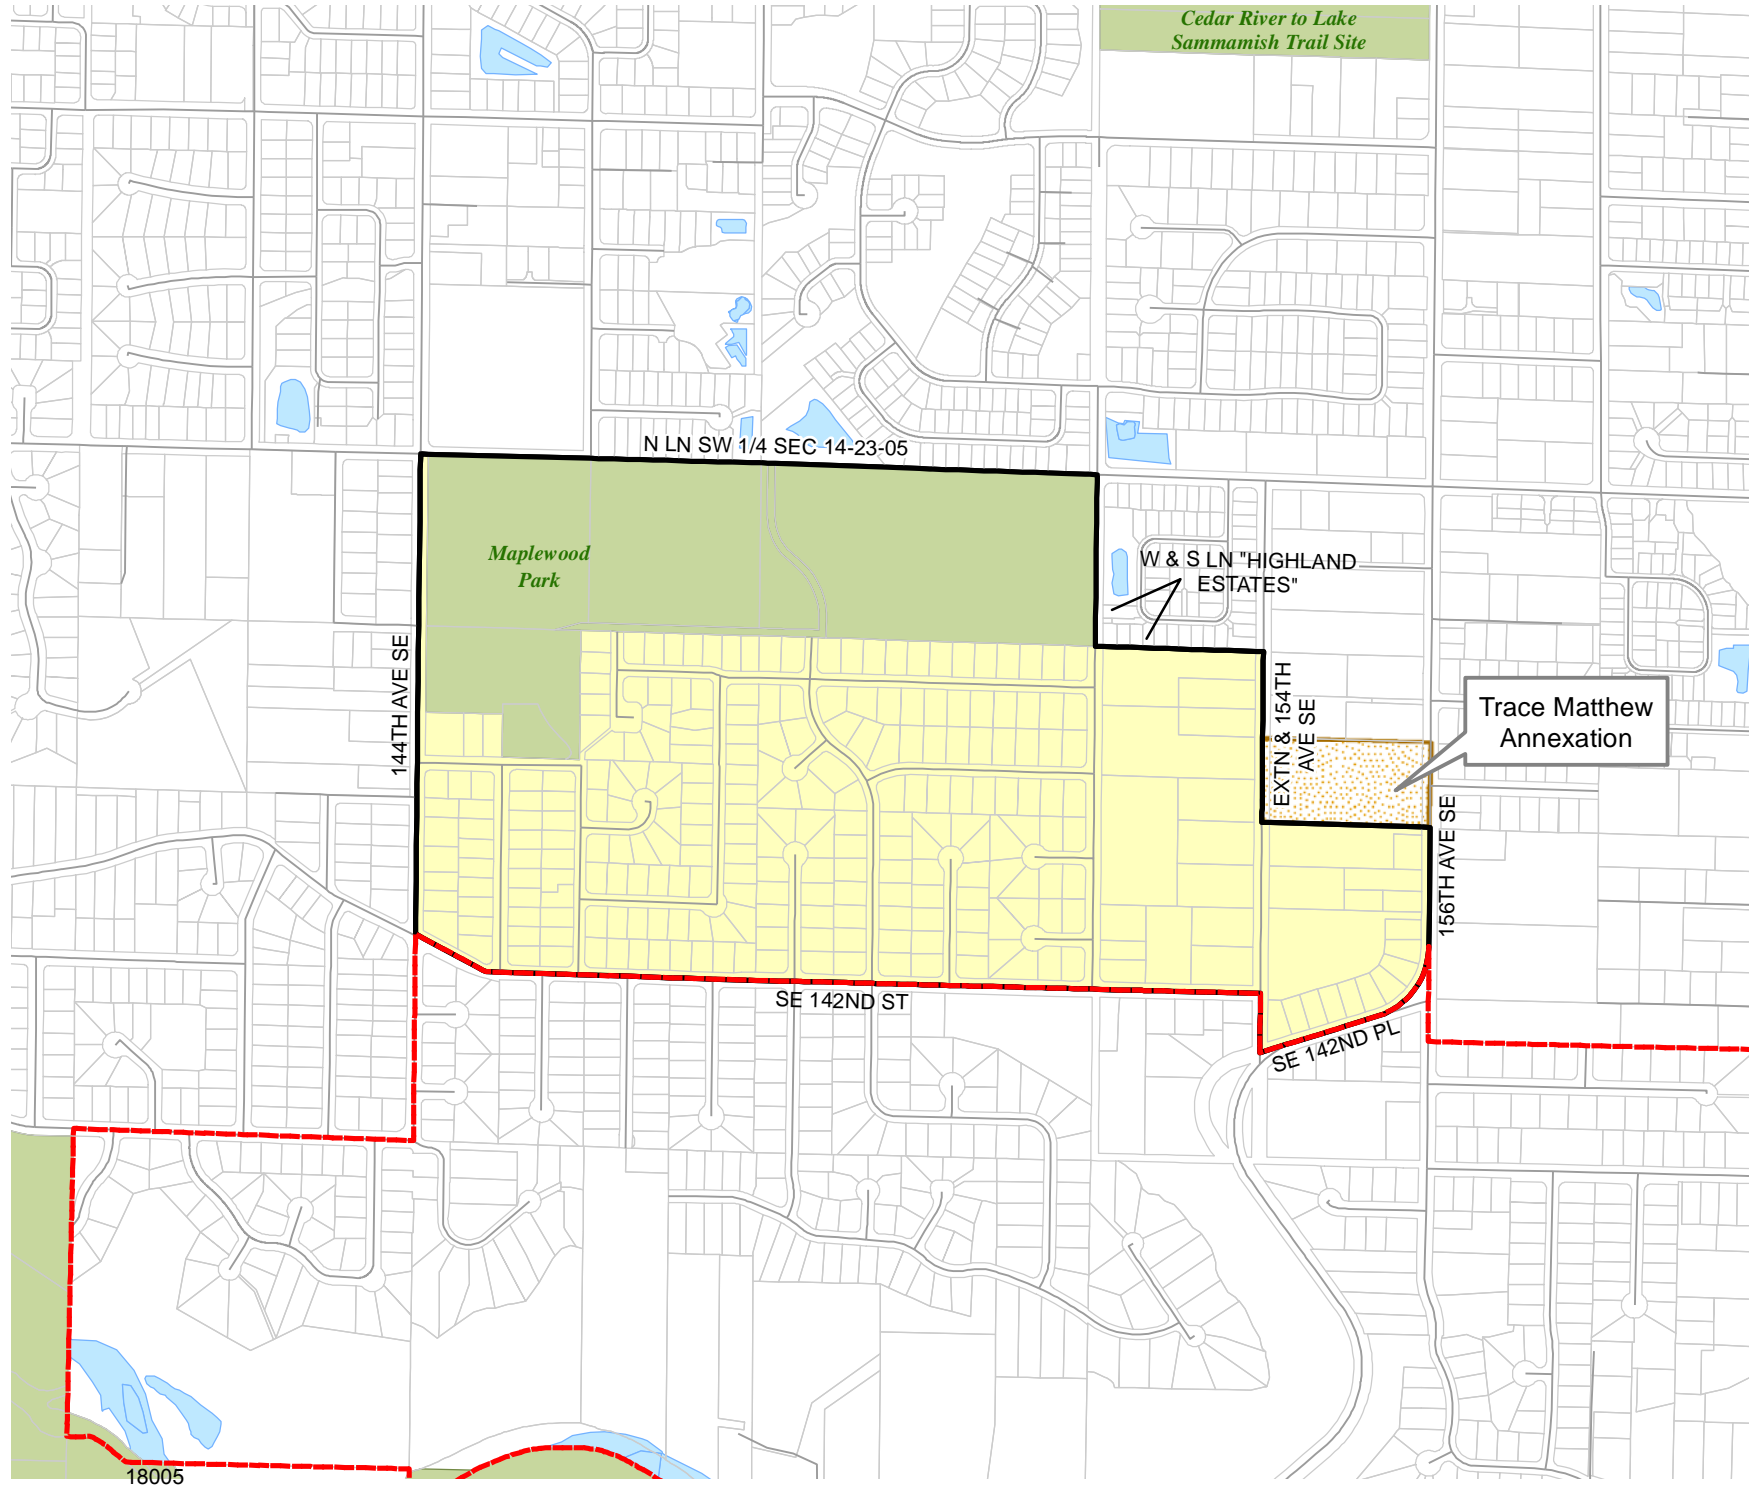 Cedar River to Lake
Sammamish Trail Site
N LN SW 1/4 SEC 14-23-05
Maplewood
Park
W & S LN "HIGHLAND
ESTATES"
144TH AVE SE
EXTN & 154TH
AVE SE
Trace Matthew
Annexation
156TH AVE SE
SE 142ND ST
SE 142ND PL
18005